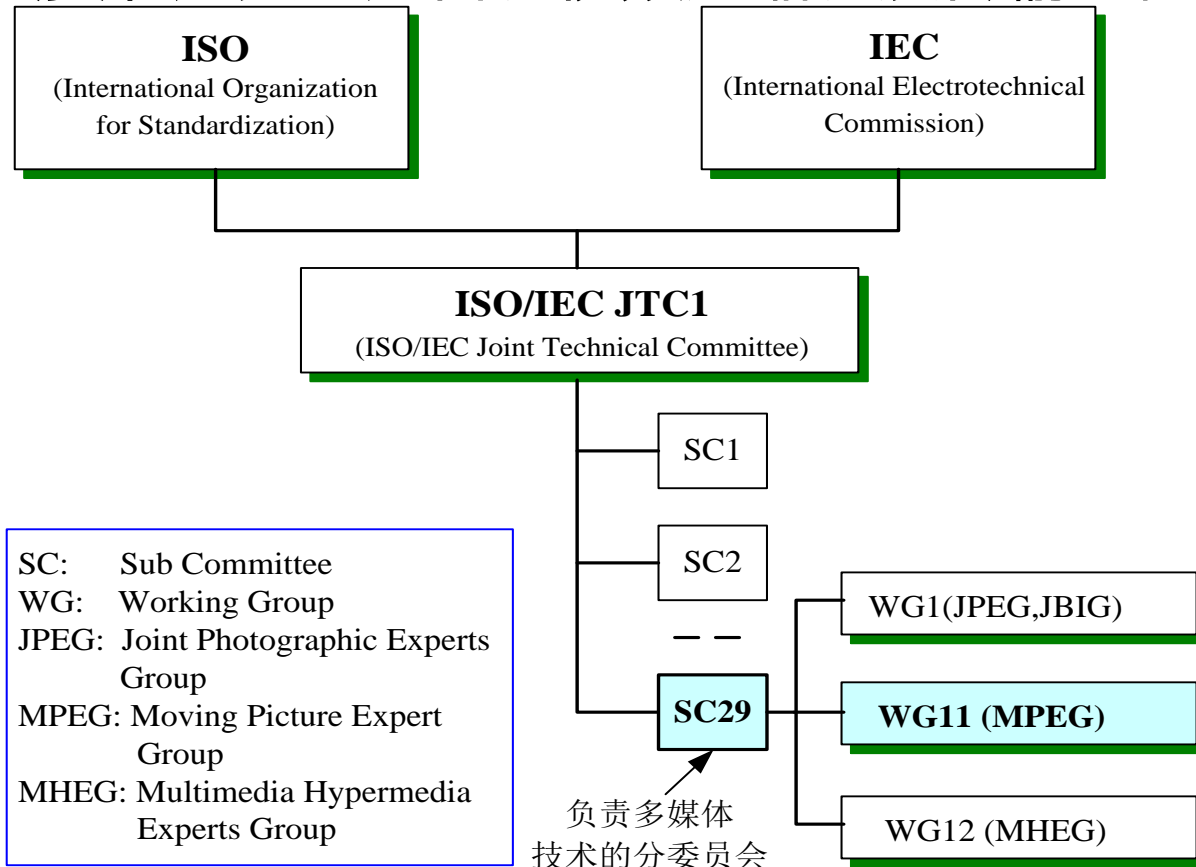 ISO
(International Organization
for Standardization)
IEC
(International Electrotechnical
Commission)
ISO/IEC JTC1
(ISO/IEC Joint Technical Committee)
SC1
SC2
SC29
WG1(JPEG,JBIG)
WG11 (MPEG)
WG12 (MHEG)
负责多媒体
技术的分委员会
SC: Sub Committee
WG: Working Group
JPEG: Joint Photographic Experts
Group
MPEG: Moving Picture Expert
Group
MHEG: Multimedia Hypermedia
Experts Group